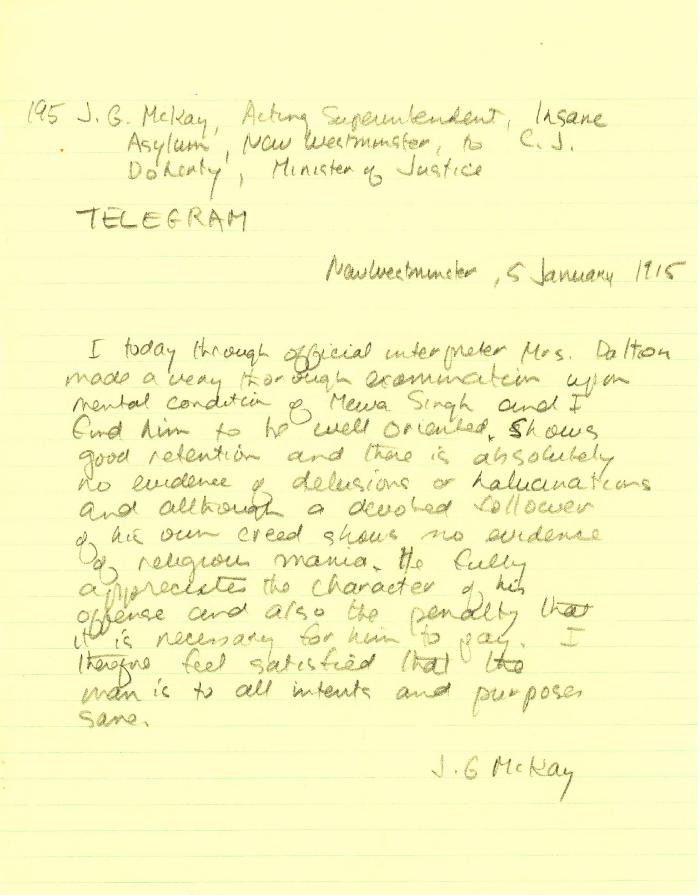 195 J. G. McKay, Acting Superintendent, Insane
Asylum, New Westminster, to C. J.
Doherty, Minister of Justice
TELEGRAM
New Westminster, 5 January 1915
I today through official interpreter Mrs. Dalton
made a very thorough examination upon
mental condition of Mewa Singh and I
find him to be well oriented. Shows
good retention and there is absolutely
no evidence of delusions or halucinations
and although a devoted follower
of his own creed shows no evidence
of religious mania. He fully
appreciates the character of his
offense and also the penalty that
it is necessary for him to pay. I
therefore feel satisfied that the
man is to all intents and purposes
sane.
J. G McKay